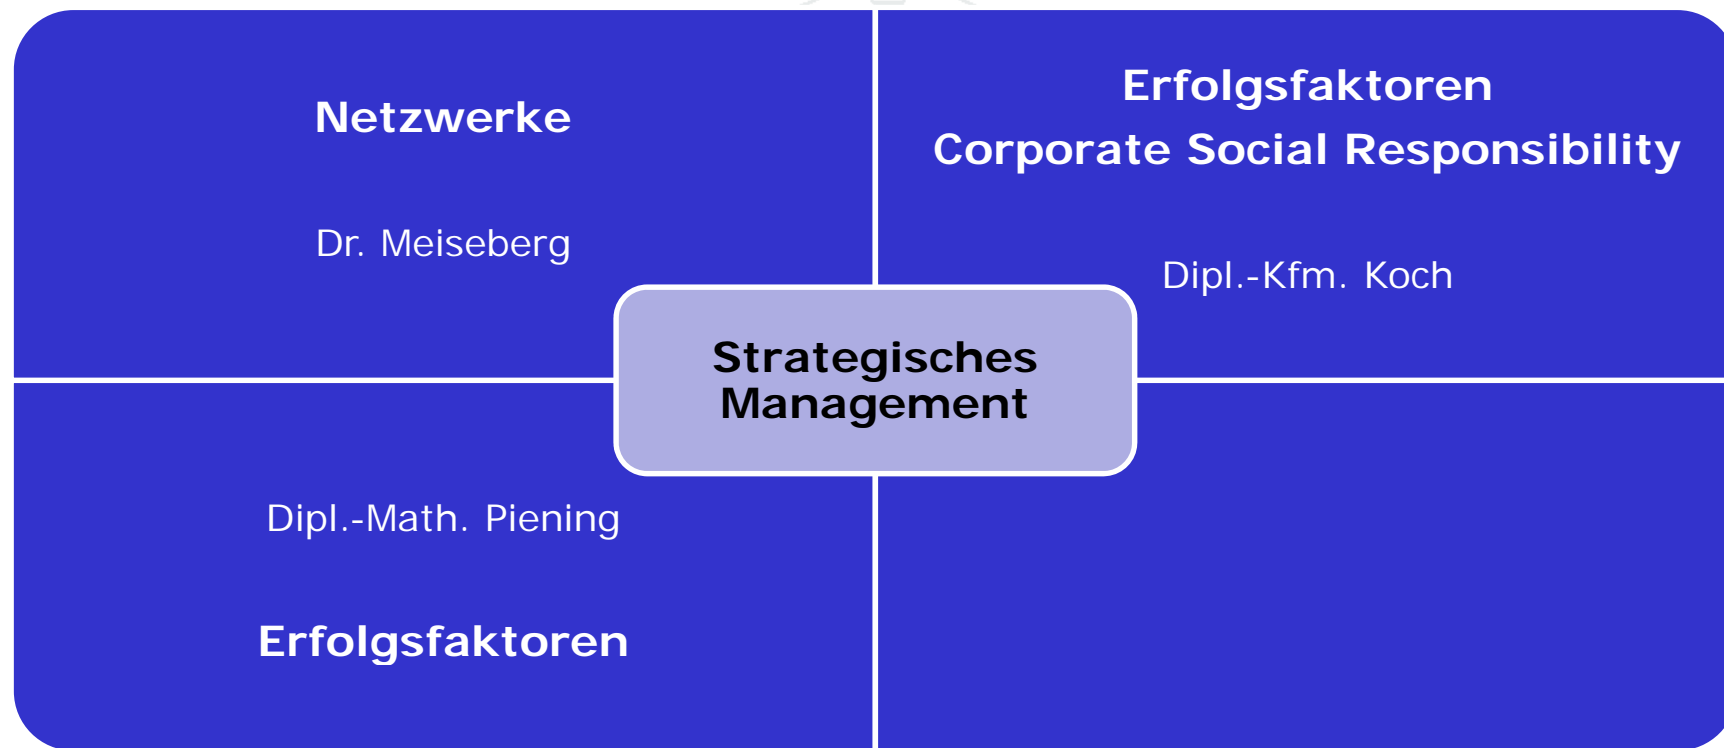 Netzwerke
Dr. Meiseberg
Erfolgsfaktoren
Corporate Social Responsibility
Dipl.-Kfm. Koch
Strategisches
Management
Dipl.-Math. Piening
Erfolgsfaktoren